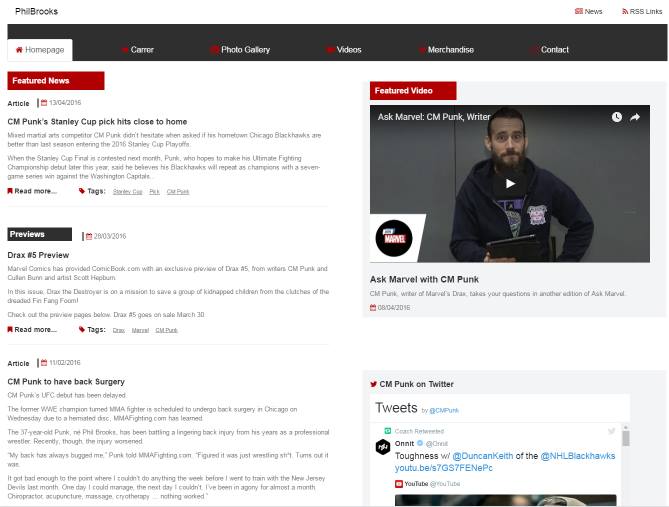 PhilBrooks
News RSS Links
Homepage Carrer Photo Gallery Videos Merchandise Contact
Featured News
Article 13/04/2016
CM Punk's Stanley Cup pick hits close to home
Mixed martial arts competitor CM Punk didn't hesitate when asked if his hometown Chicago Blackhawks are
better than last season entering the 2016 Stanley Cup Playoffs.
When the Stanley Cup Final is contested next month, Punk, who hopes to make his Ultimate Fighting
Championship debut later this year, said he believes his Blackhawks will repeat as champions with a seven-
game series win against the Washington Capitals.
Read more... Tags: Stanley Cup Pick CM Punk
Previews 28/03/2016
Drax #5 Preview
Marvel Comics has provided ComicBook.com with an exclusive preview of Drax #5, from writers CM Punk and
Cullen Bunn and artist Scott Hepburn.
In this issue, Drax the Destroyer is on a mission to save a group of kidnapped children from the clutches of the
dreaded Fin Fang Foom!
Check out the preview pages below. Drax #5 goes on sale March 30.
Read more... Tags: Drax Marvel CM Punk
Article 11/02/2016
CM Punk to have back Surgery
CM Punk's UFC debut has been delayed.
The former WWE champion turned MMA fighter is scheduled to undergo back surgery in Chicago on
Wednesday due to a herniated disc, MMAFighting.com has learned.
The 37-year-old Punk, né Phil Brooks, has been battling a lingering back injury from his years as a professional
wrestler. Recently, though, the injury worsened.
"My back has always bugged me," Punk told MMAFighting.com. "Figured it was just wrestling sh*t. Turns out it
was.
It got bad enough to the point where I couldn't do anything the week before I went to train with the New Jersey
Devils last month. One day I could manage, the next day I couldn't. I've been in agony for almost a month.
Chiropractor, acupuncture, massage, cryotherapy ... nothing worked."
Featured Video
Ask Marvel: CM Punk, Writer
ASK MARVEL
Ask Marvel with CM Punk
CM Punk, writer of Marvel's Drax, takes your questions in another edition of Ask Marvel.
08/04/2016
CM Punk on Twitter
Tweets by @CMPunk
Coach Retweeted
Onnit @Onnit
Toughness w/ @DuncanKeith of the @NHLBlackhawks
youtu.be/s7GS7FENePc
YouTube @YouTube